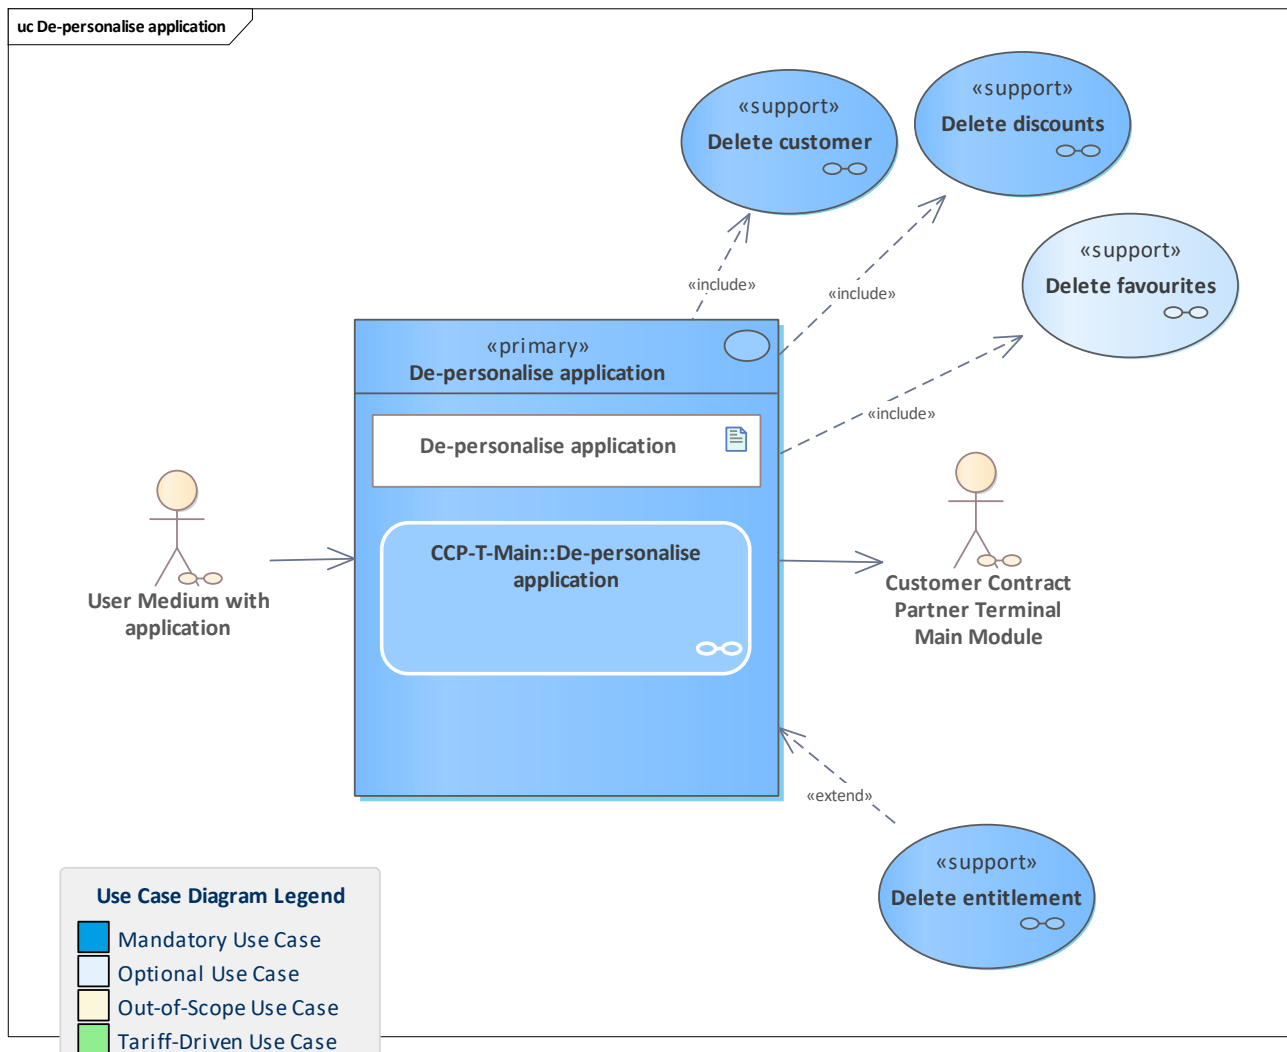 uc De-personalise application
«support»
Delete customer
«support»
Delete discounts
«support»
Delete favourites
«include»
«include»
«include»
«primary»
De-personalise application
De-personalise application
CCP-T-Main::De-personalise
application
User Medium with
application
Customer Contract
Partner Terminal
Main Module
«extend»
«support»
Delete entitlement
Use Case Diagram Legend
Mandatory Use Case
Optional Use Case
Out-of-Scope Use Case
Tariff-Driven Use Case